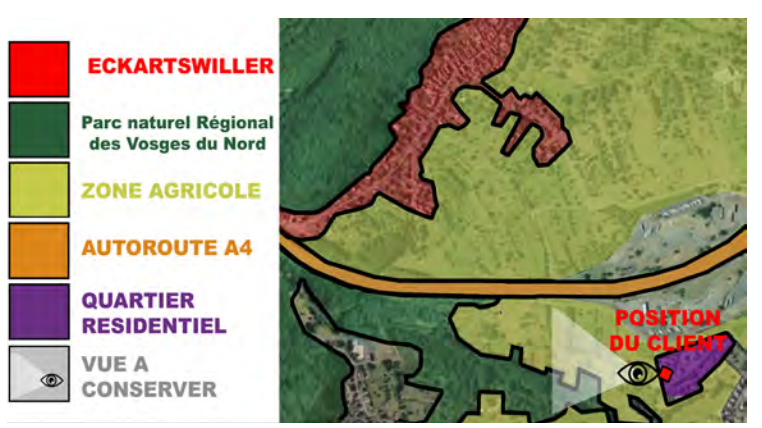 ECKARTSWILLER
Parc naturel Régional
des Vosges du Nord
ZONE AGRICOLE
AUTOROUTE A4
QUARTIER
RESIDENTIEL
VUE A
CONSERVER
POSITION
DU CLIENT